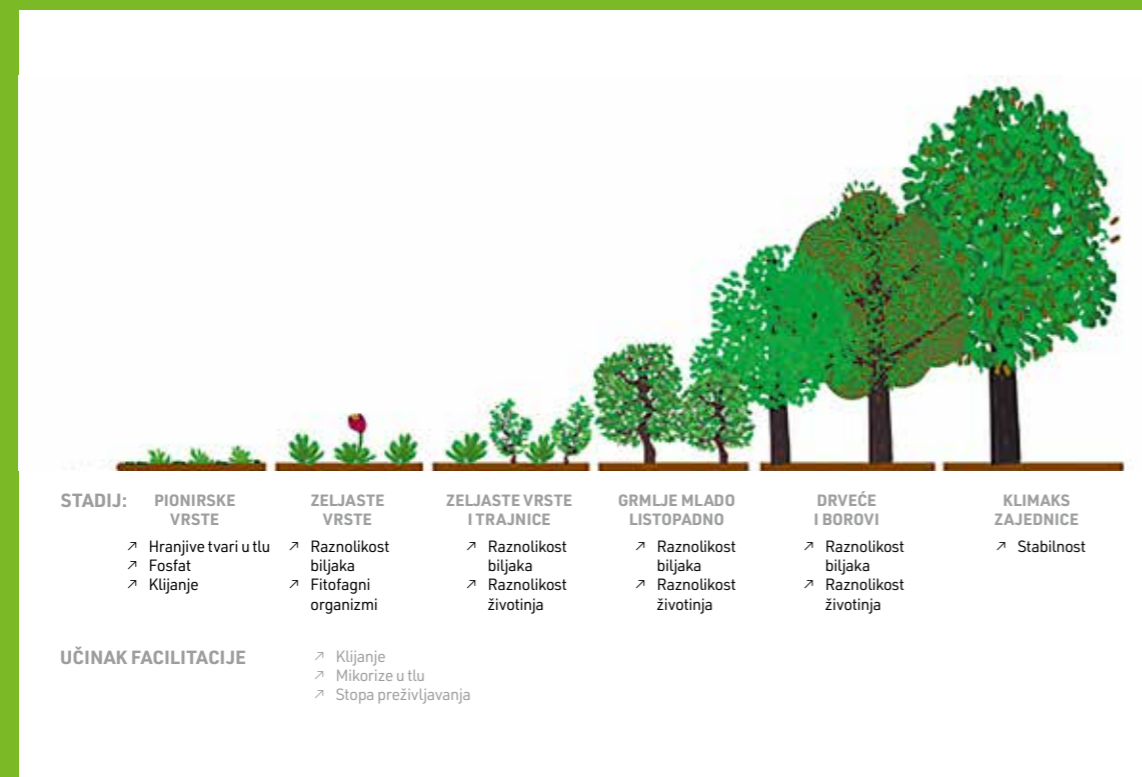 STADIJ:
PIONIRSKE
VRSTE
↗ Hranjive tvari u tlu
↗ Fosfat
↗ Klijanje
ZELJASTE
VRSTE
↗ Raznolikost
biljaka
↗ Fitofagni
organizmi
ZELJASTE VRSTE
I TRAJNICE
↗ Raznolikost
biljaka
↗ Raznolikost
životinja
GRMLJE MLADO
LISTOPADNO
↗ Raznolikost
biljaka
↗ Raznolikost
životinja
DRVEĆE
I BOROVI
↗ Raznolikost
biljaka
↗ Raznolikost
životinja
KLIMAKS
ZAJEDNICE
↗ Stabilnost
UČINAK FACILITACIJE
↗ Klijanje
↗ Mikorize u tlu
↗ Stopa preživljavanja